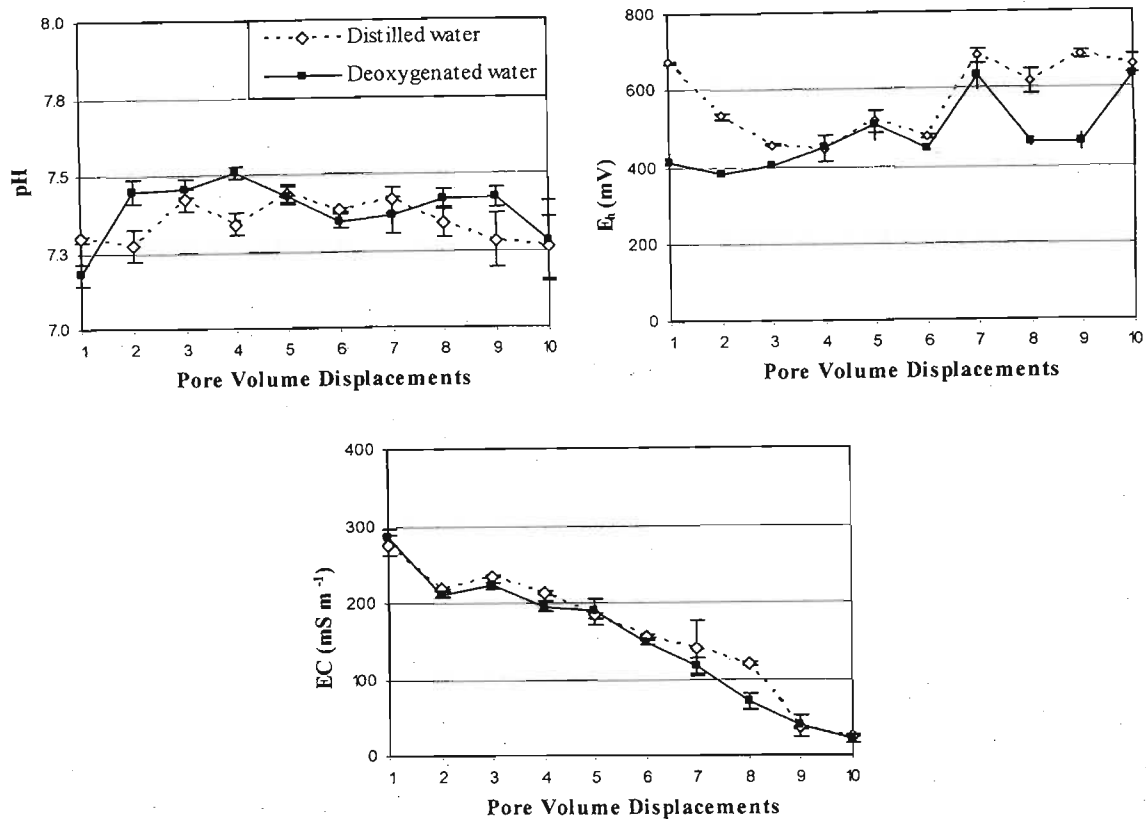 8.0
7.8
7.5
7.3
7.0
pH
Distilled water
Deoxygenated water
1 2 3 4 5 6 7 8 9 10
Pore Volume Displacements
800
600
400
200
0
Eh (mV)
1 2 3 4 5 6 7 8 9 10
Pore Volume Displacements
400
300
200
100
0
EC (mS m⁻¹)
1 2 3 4 5 6 7 8 9 10
Pore Volume Displacements